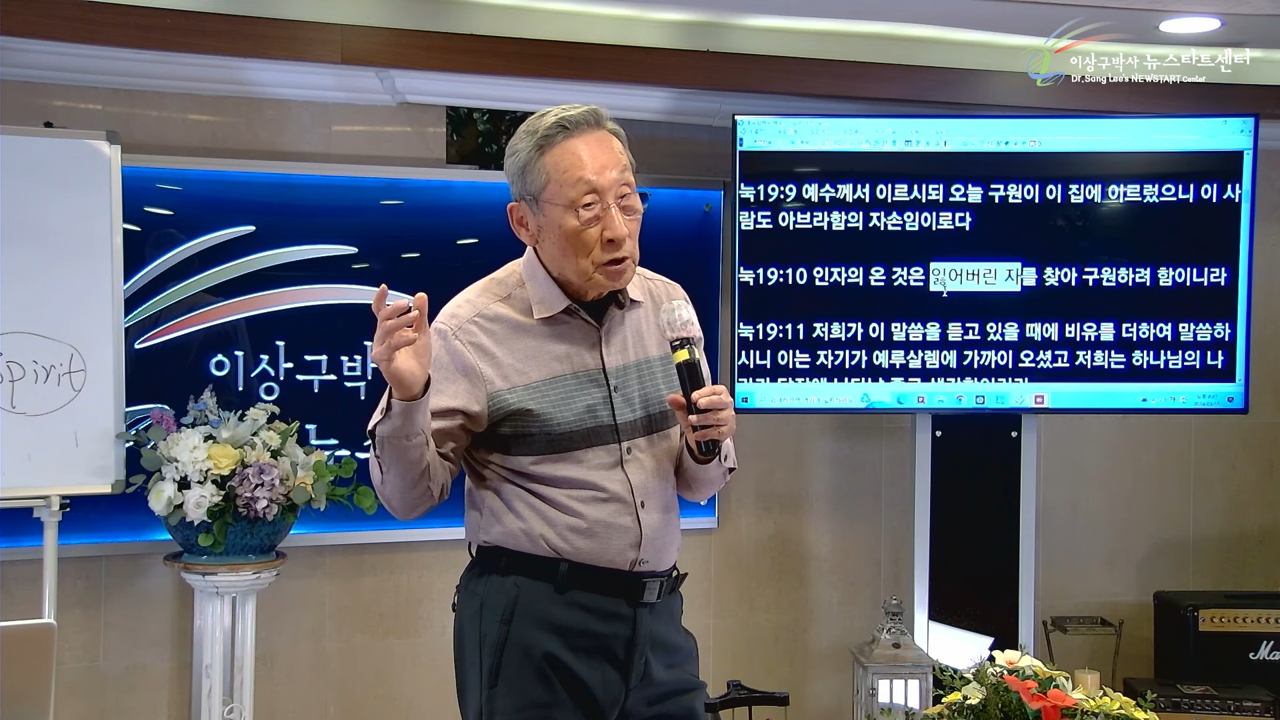 이상구박사 뉴스타트센터
Dr.Sang Lee's NEWSTART Center
눅19:9 예수께서 이르시되 오늘 구원이 이 집에 이르렀으니 이 사
람도 아브라함의 자손임이로다
눅19:10 인자의 온 것은 잃어버린 자를 찾아 구원하려 함이니라
눅19:11 저희가 이 말씀을 듣고 있을 때에 비유를 더하여 말씀하
시니 이는 자기가 예루살렘에 가까이 오셨고 저희는 하나님의 나
이상구박
뉴스
Spirit
Ma